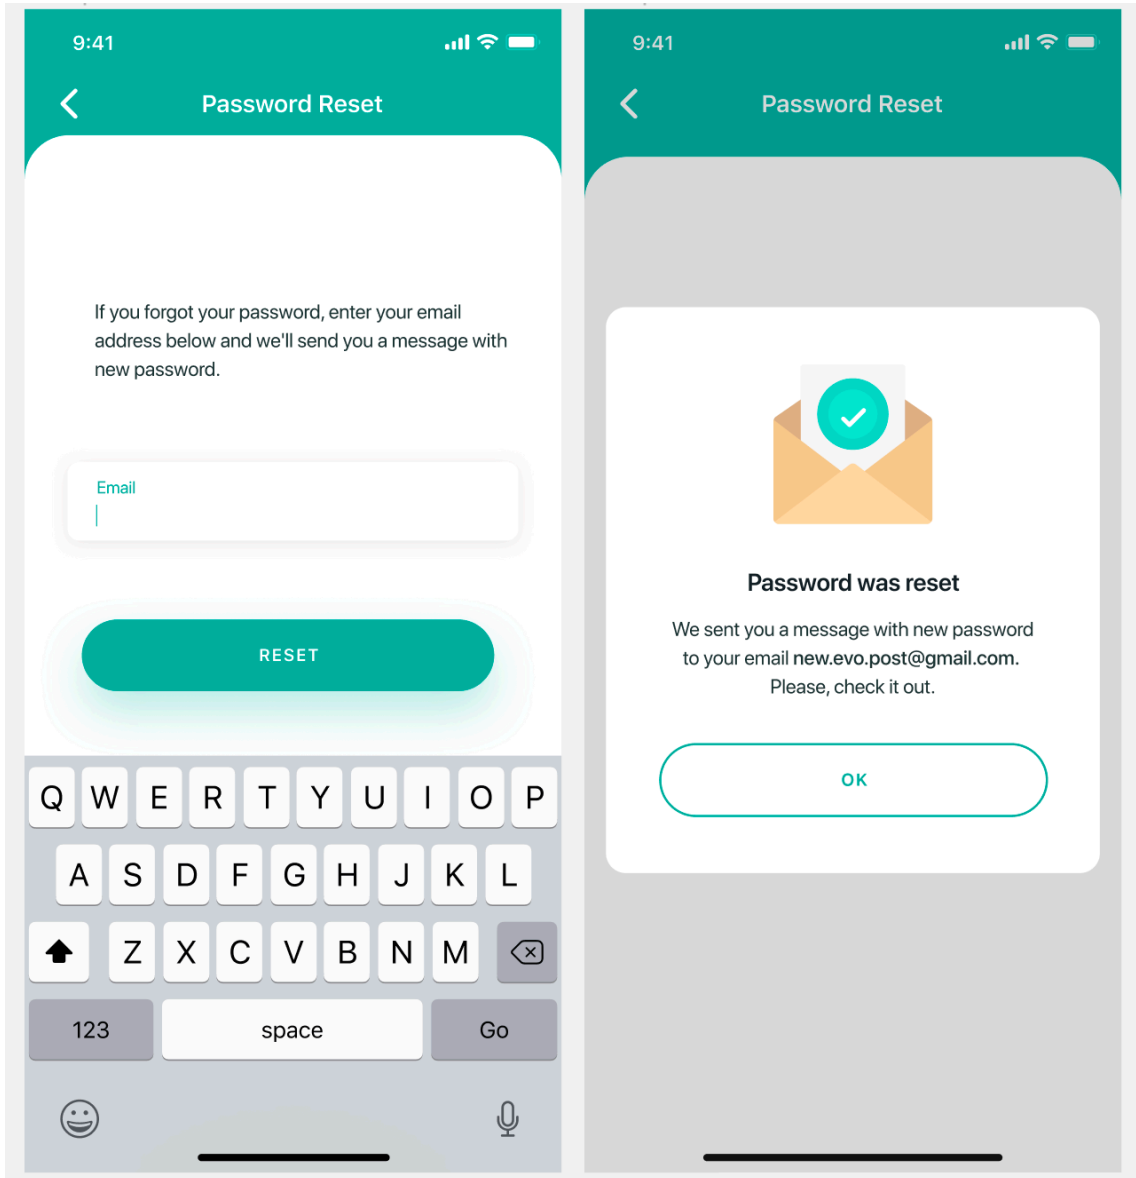 9:41
Password Reset
If you forgot your password, enter your email
address below and we'll send you a message with
new password.
Email
RESET
Q W E R T Y U I O P
A S D F G H J K L
Z X C V B N M
123 space Go
9:41
Password Reset
Password was reset
We sent you a message with new password
to your email new.evo.post@gmail.com.
Please, check it out.
OK